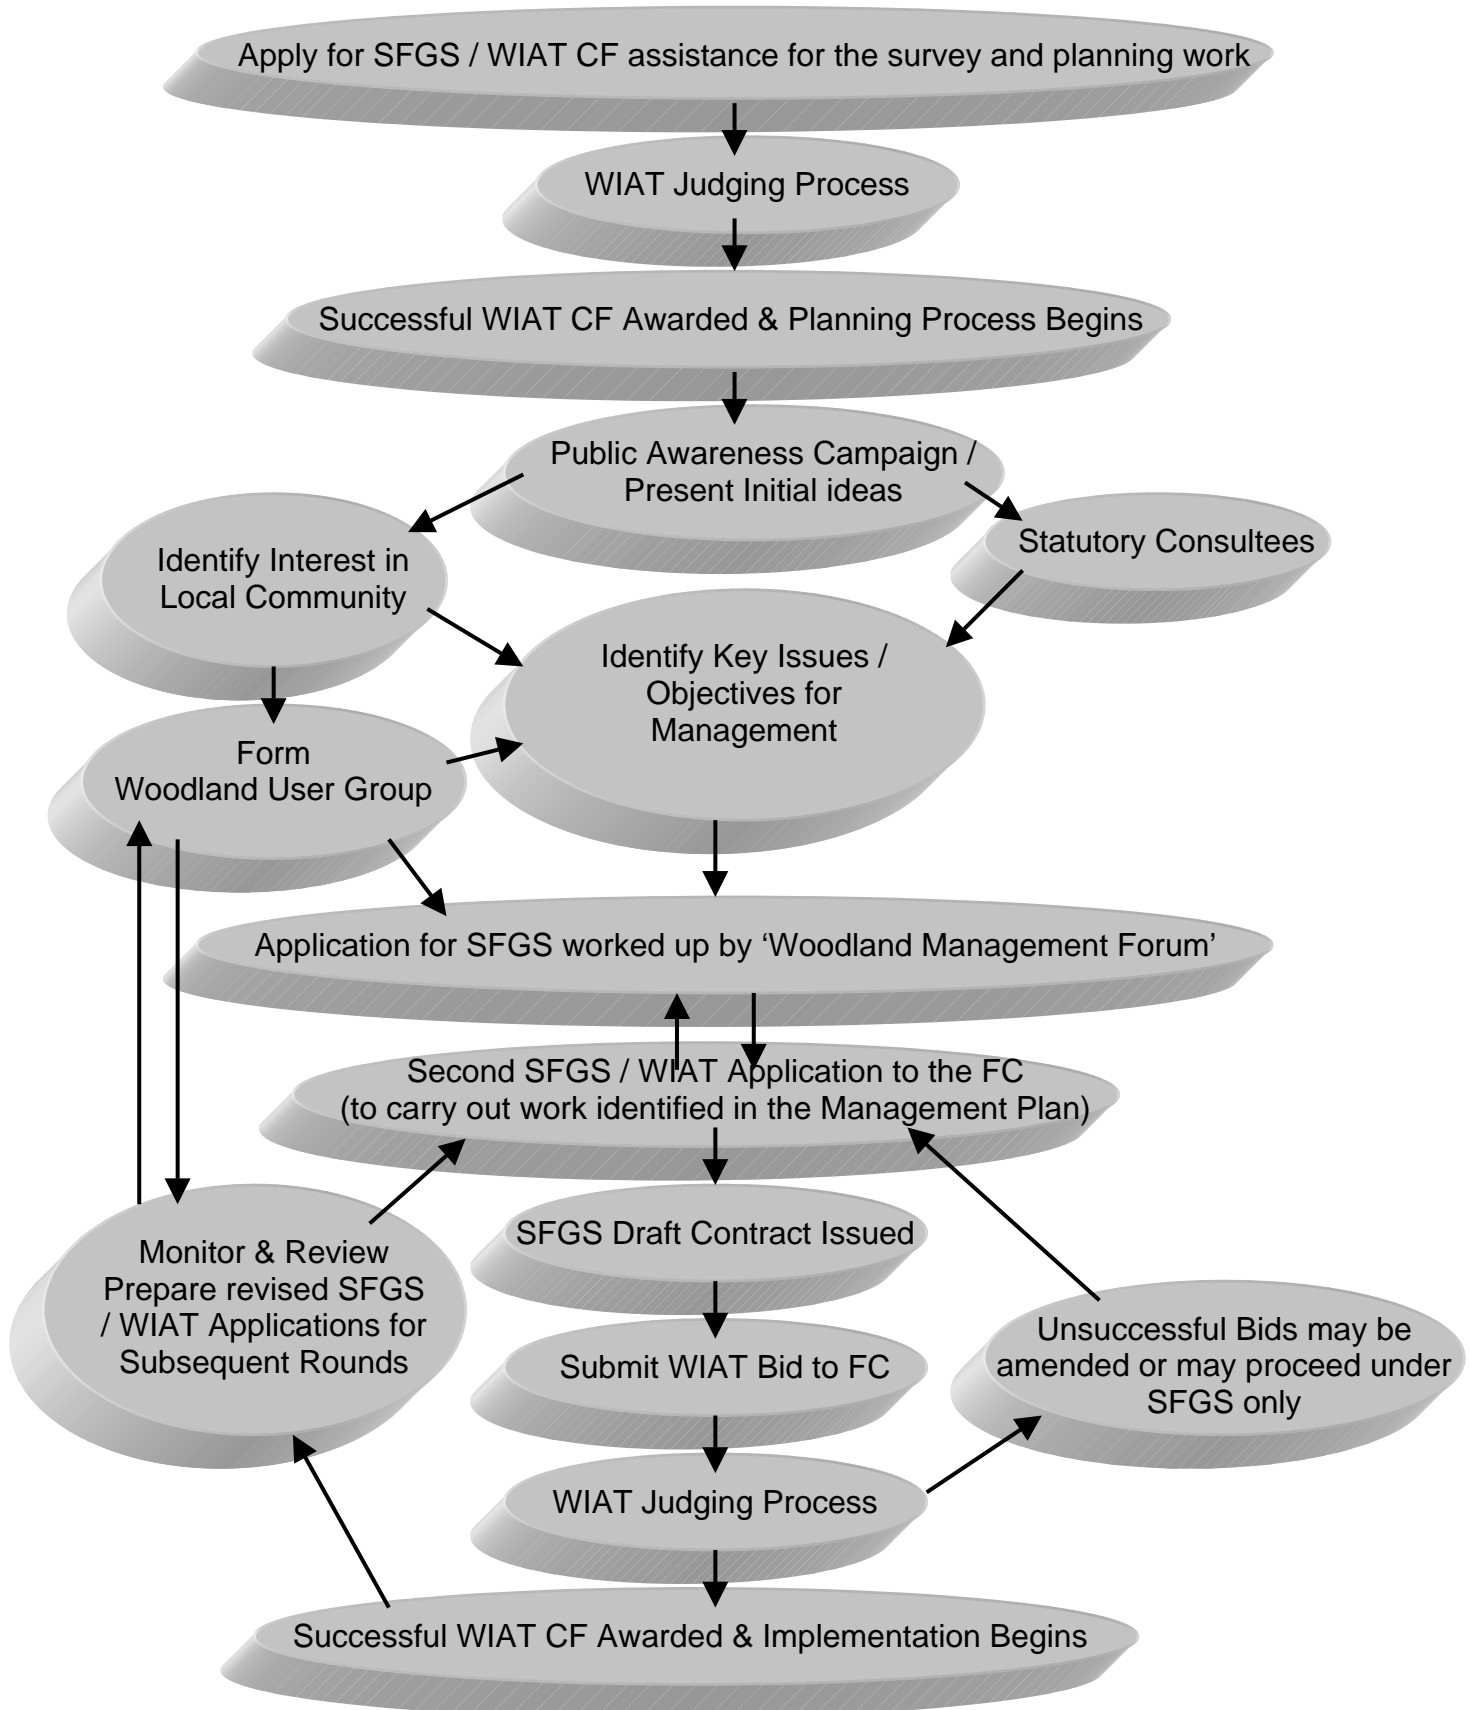 Apply for SFGS / WIAT CF assistance for the survey and planning work
WIAT Judging Process
Successful WIAT CF Awarded & Planning Process Begins
Public Awareness Campaign /
Present Initial ideas
Identify Interest in
Local Community
Statutory Consultees
Identify Key Issues /
Objectives for
Management
Form
Woodland User Group
Application for SFGS worked up by ‘Woodland Management Forum’
Second SFGS / WIAT Application to the FC
(to carry out work identified in the Management Plan)
SFGS Draft Contract Issued
Monitor & Review
Prepare revised SFGS
/ WIAT Applications for
Subsequent Rounds
Submit WIAT Bid to FC
Unsuccessful Bids may be
amended or may proceed under
SFGS only
WIAT Judging Process
Successful WIAT CF Awarded & Implementation Begins